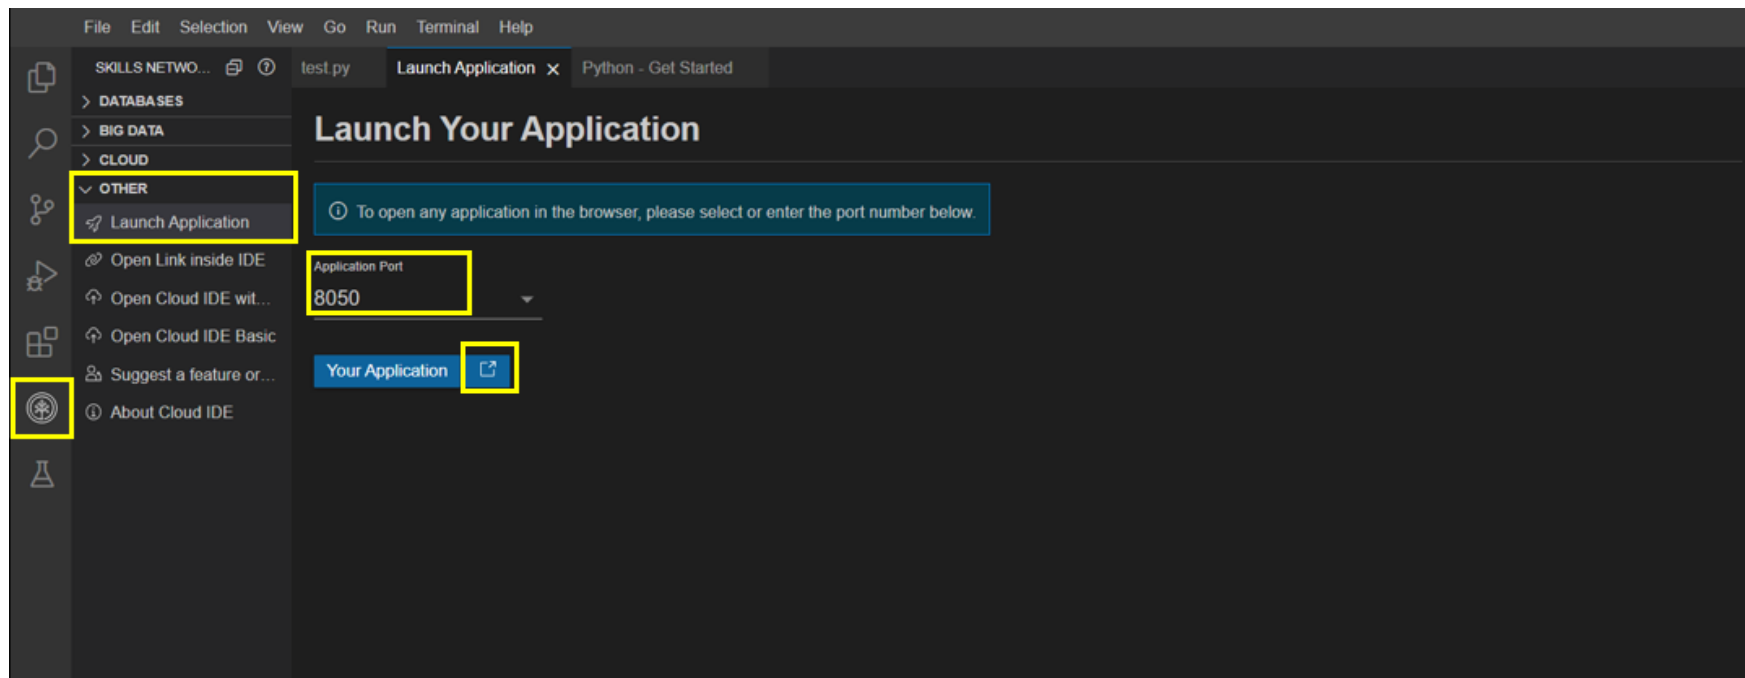 File Edit Selection View Go Run Terminal Help
SKILLS NETWO...
test.py Launch Application Python - Get Started
DATABASES
BIG DATA
CLOUD
OTHER
Launch Application
Open Link inside IDE
Open Cloud IDE wit...
Open Cloud IDE Basic
Suggest a feature or...
About Cloud IDE
Launch Your Application
To open any application in the browser, please select or enter the port number below.
Application Port
8050
Your Application